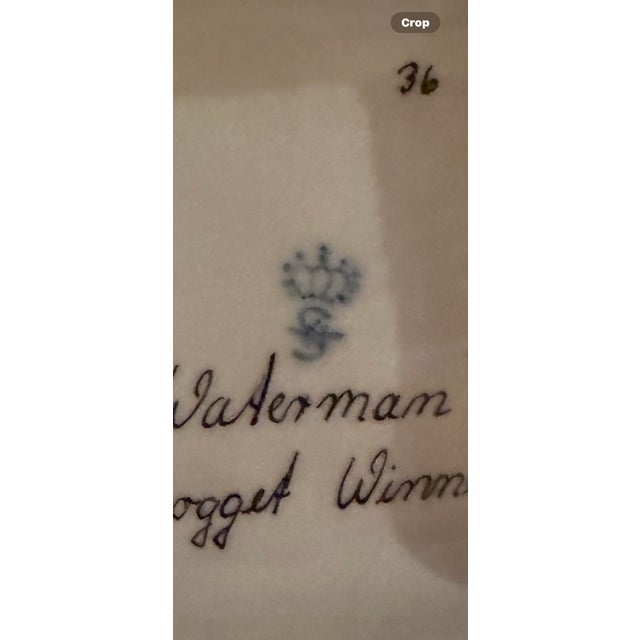 Crop
36
Waterman
ogget Winn